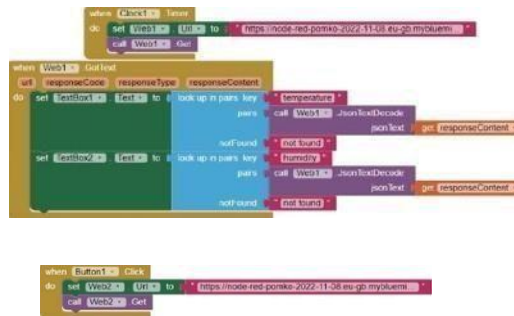 when Clock1 Timer
do set Web1 . Url to " https://node-red-pomko-2022-11-08.eu-gb.mybluemi... "
call Web1 . Get
when Web1 . GotText
url responseCode responseType responseContent
do set TextBox1 . Text to look up in pairs key " temperature "
pairs call Web1 . JsonTextDecode
jsonText get responseContent
notFound " not found "
set TextBox2 . Text to look up in pairs key " humidity "
pairs call Web1 . JsonTextDecode
jsonText get responseContent
notFound " not found "
when Button1 . Click
do set Web2 . Url to " https://node-red-pomko-2022-11-08.eu-gb.mybluemi... "
call Web2 . Get